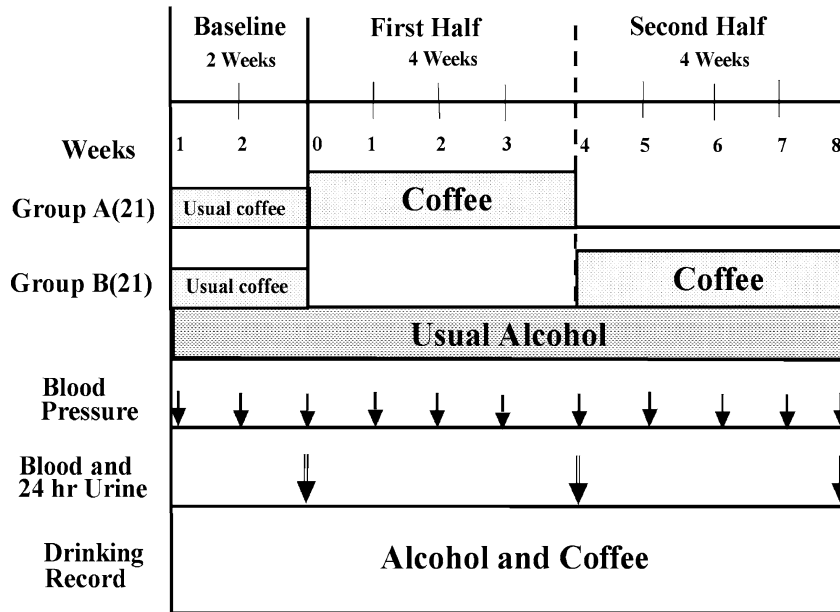 Baseline First Half Second Half
2 Weeks 4 Weeks 4 Weeks
Weeks 1 2 0 1 2 3 4 5 6 7 8
Group A(21) Usual coffee Coffee
Group B(21) Usual coffee Coffee
Usual Alcohol
Blood
Pressure
Blood and
24 hr Urine
Drinking
Record
Alcohol and Coffee